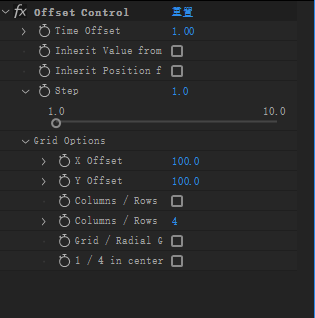 fx Offset Control 重置
Time Offset 1.00
Inherit Value from
Inherit Position f
Step 1.0
1.0 10.0
Grid Options
X Offset 100.0
Y Offset 100.0
Columns / Rows
Columns / Rows 4
Grid / Radial G
1 / 4 in center